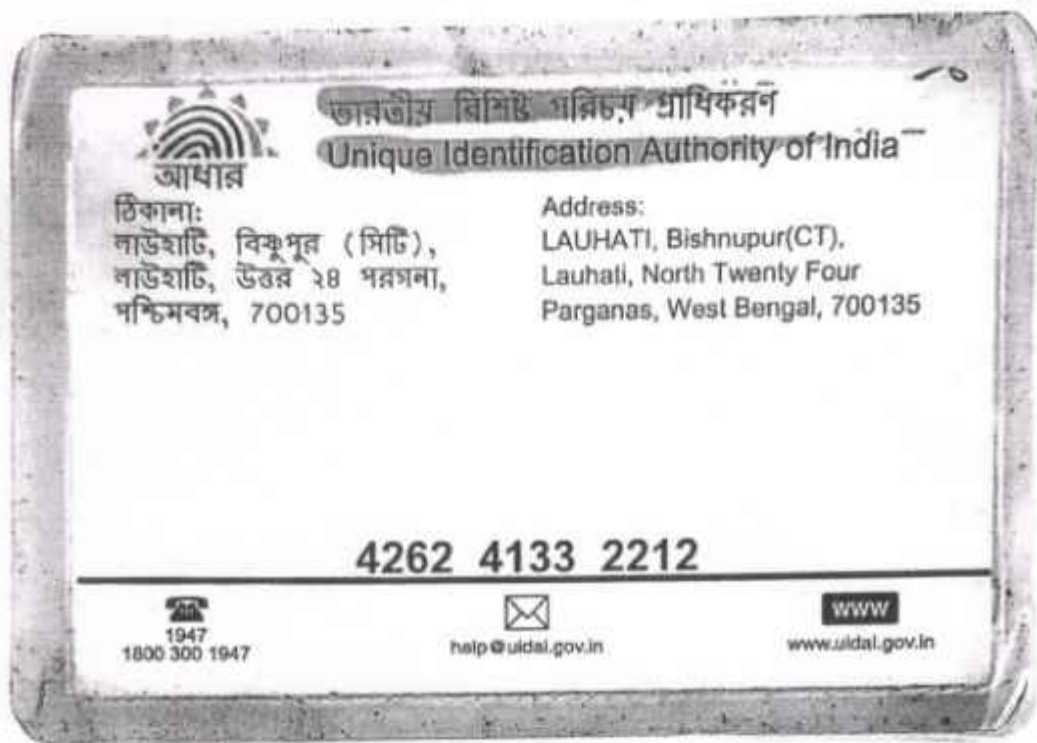 ভারতীয় বিশিষ্ট পরিচয় প্রাধিকরণ
Unique Identification Authority of India
আধার
ঠিকানা:
লাউহাটি, বিষ্ণুপুর (সিটি),
লাউহাটি, উত্তর ২৪ পরগনা,
পশ্চিমবঙ্গ, 700135
Address:
LAUHATI, Bishnupur(CT),
Lauhati, North Twenty Four
Parganas, West Bengal, 700135
4262 4133 2212
1947
1800 300 1947
help@uidai.gov.in
www
www.uidai.gov.in